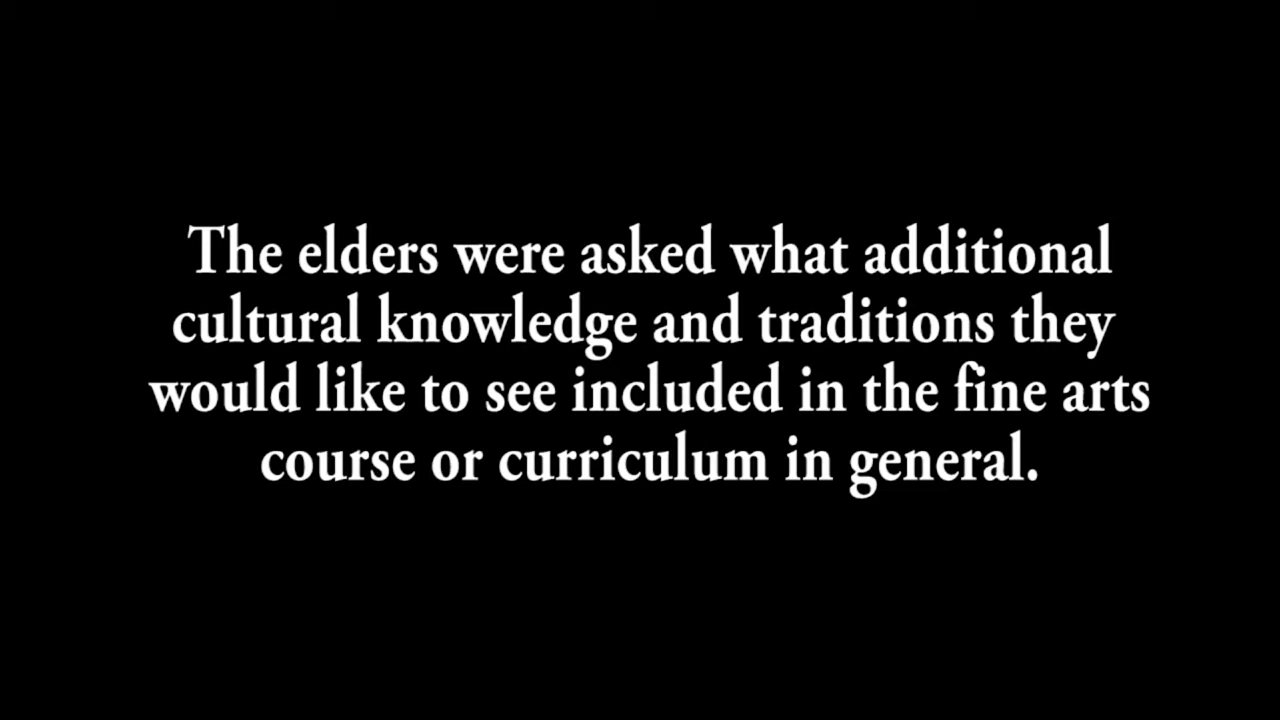 The elders were asked what additional
cultural knowledge and traditions they
would like to see included in the fine arts
course or curriculum in general.